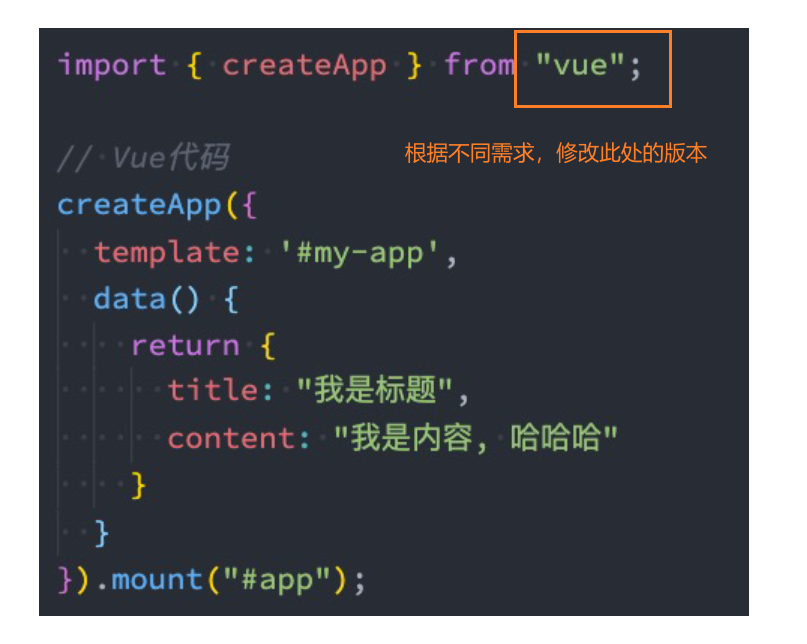 import { createApp } from "vue";
根据不同需求，修改此处的版本
// Vue代码
createApp({
template: '#my-app',
data() {
return {
title: "我是标题",
content: "我是内容, 哈哈哈"
}
}
}).mount("#app");